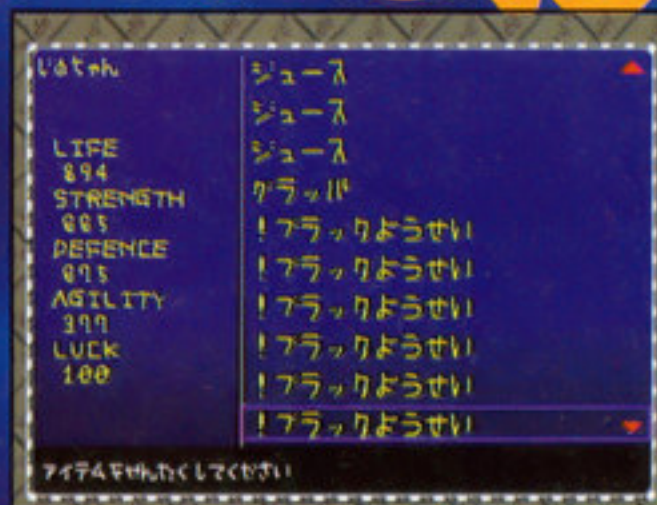 LIFE
894
STRENGTH
DEFENCE
AGILITY
LUCK
100
ジュース
ジュース
ジュース
グラッパ
!ブラックようせい
!ブラックようせい
!ブラックようせい
!ブラックようせい
!ブラックようせい
!ブラックようせい
アイテムをせんたくしてください